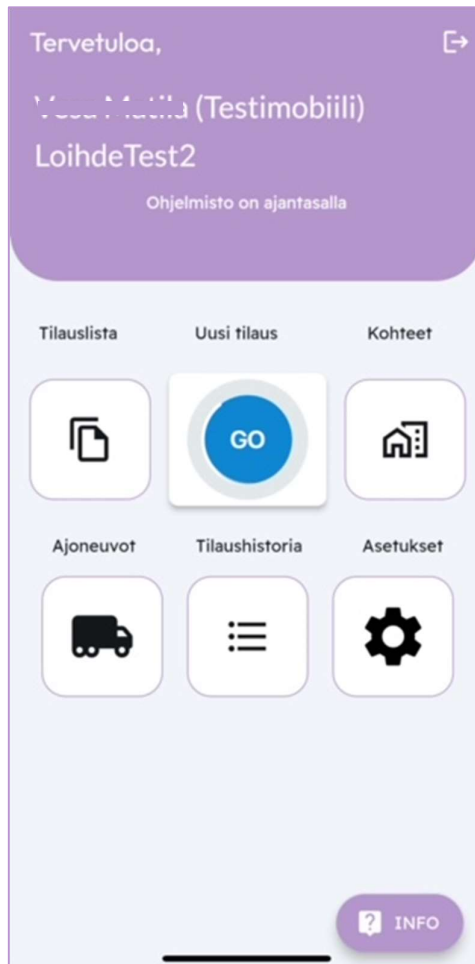 Tervetuloa,
(Testimobiili)
LoihdeTest2
Ohjelmisto on ajantasalla
Tilauslista Uusi tilaus Kohteet
GO
Ajoneuvot Tilaushistoria Asetukset
? INFO